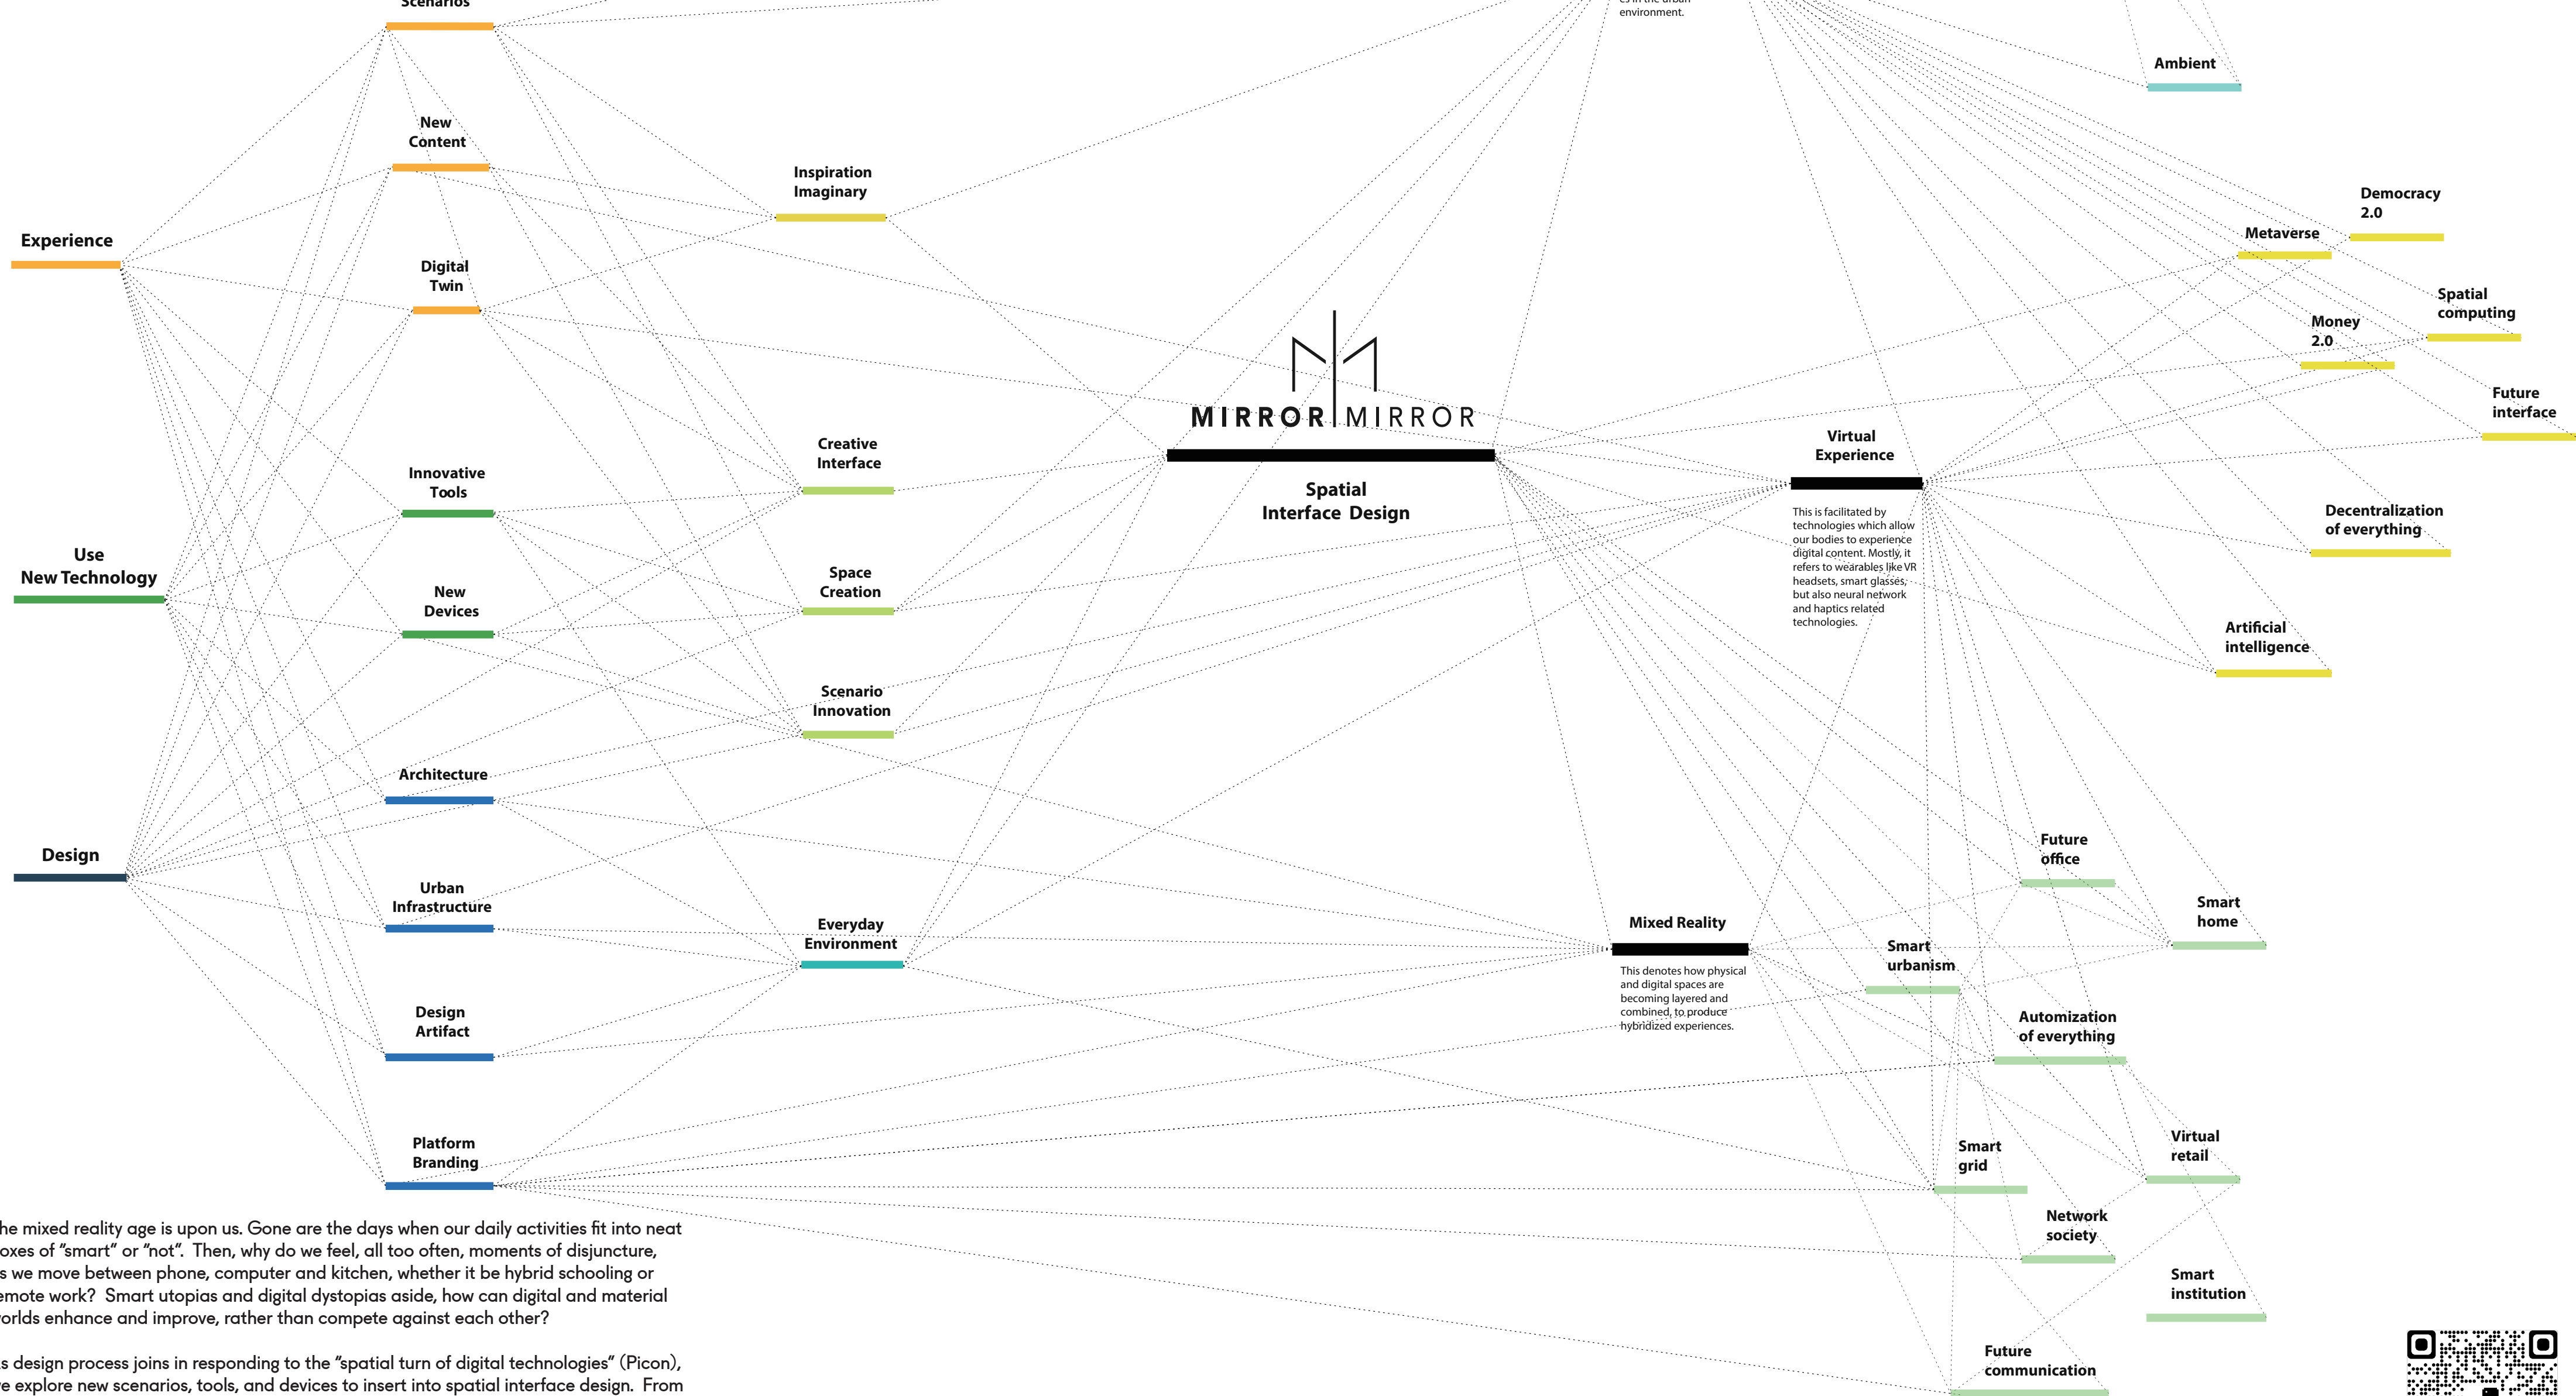 Scenarios
es in the urban
environment.
Ambient
New
Content
Inspiration
Imaginary
Democracy
2.0
Metaverse
Experience
Digital
Twin
Spatial
computing
Money
2.0
Future
interface
MIRROR MIRROR
Creative
Interface
Virtual
Experience
Innovative
Tools
Spatial
Interface Design
This is facilitated by
technologies which allow
our bodies to experience
digital content. Mostly, it
refers to wearables like VR
headsets, smart glasses,
but also neural network
and haptics related
technologies.
Decentralization
of everything
Use
New Technology
Space
Creation
New
Devices
Artificial
intelligence
Scenario
Innovation
Architecture
Design
Future
office
Urban
Infrastructure
Everyday
Environment
Mixed Reality
This denotes how physical
and digital spaces are
becoming layered and
combined, to produce
hybridized experiences.
Smart
home
Smart
urbanism
Design
Artifact
Automization
of everything
Platform
Branding
Smart
grid
Virtual
retail
Network
society
Smart
institution
Future
communication
he mixed reality age is upon us. Gone are the days when our daily activities fit into neat
oxes of "smart" or "not". Then, why do we feel, all too often, moments of disjuncture,
s we move between phone, computer and kitchen, whether it be hybrid schooling or
emote work? Smart utopias and digital dystopias aside, how can digital and material
orlds enhance and improve, rather than compete against each other?
s design process joins in responding to the "spatial turn of digital technologies" (Picon),
e explore new scenarios, tools, and devices to insert into spatial interface design. From